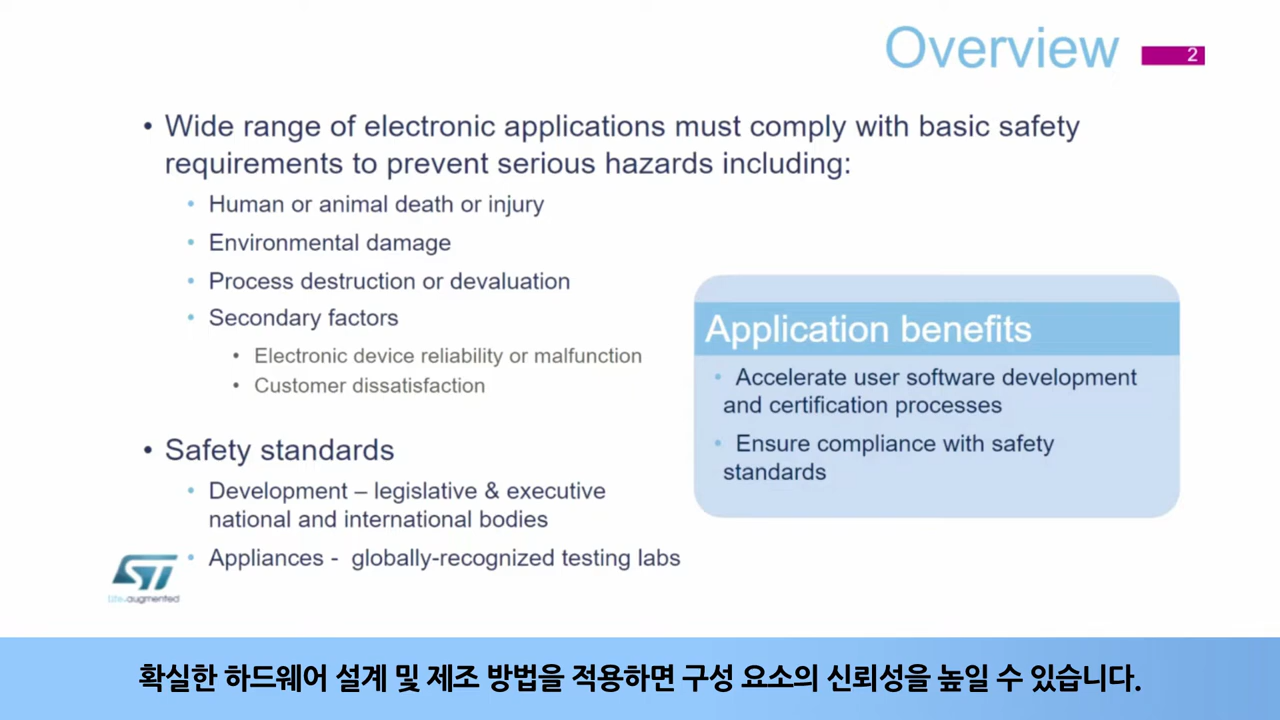 Overview
2
• Wide range of electronic applications must comply with basic safety
requirements to prevent serious hazards including:
• Human or animal death or injury
• Environmental damage
• Process destruction or devaluation
• Secondary factors
• Electronic device reliability or malfunction
• Customer dissatisfaction
• Safety standards
• Development – legislative & executive
national and international bodies
• Appliances - globally-recognized testing labs
Application benefits
• Accelerate user software development
and certification processes
• Ensure compliance with safety
standards
ST
life.augmented
확실한 하드웨어 설계 및 제조 방법을 적용하면 구성 요소의 신뢰성을 높일 수 있습니다.